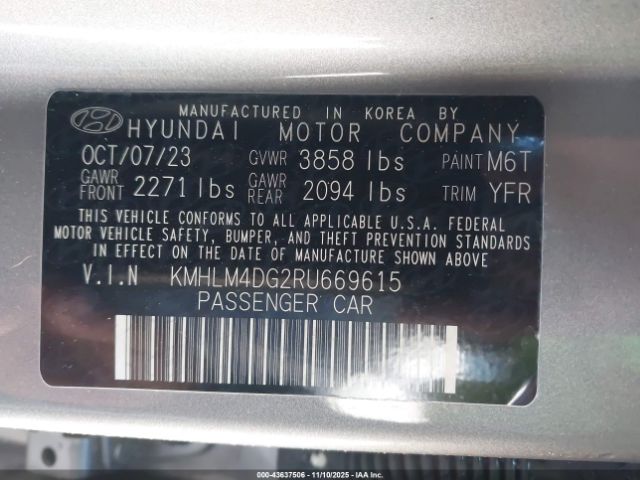 MANUFACTURED IN KOREA BY
HYUNDAI MOTOR COMPANY
OCT/07/23 GVWR 3858 lbs PAINT M6T
GAWR FRONT 2271 lbs GAWR REAR 2094 lbs TRIM YFR
THIS VEHICLE CONFORMS TO ALL APPLICABLE U.S.A. FEDERAL
MOTOR VEHICLE SAFETY, BUMPER, AND THEFT PREVENTION STANDARDS
IN EFFECT ON THE DATE OF MANUFACTURE SHOWN ABOVE.
V.I.N KMHLM4DG2RU669615
PASSENGER CAR
000-43637506 — 11/10/2025 — IAA Inc.